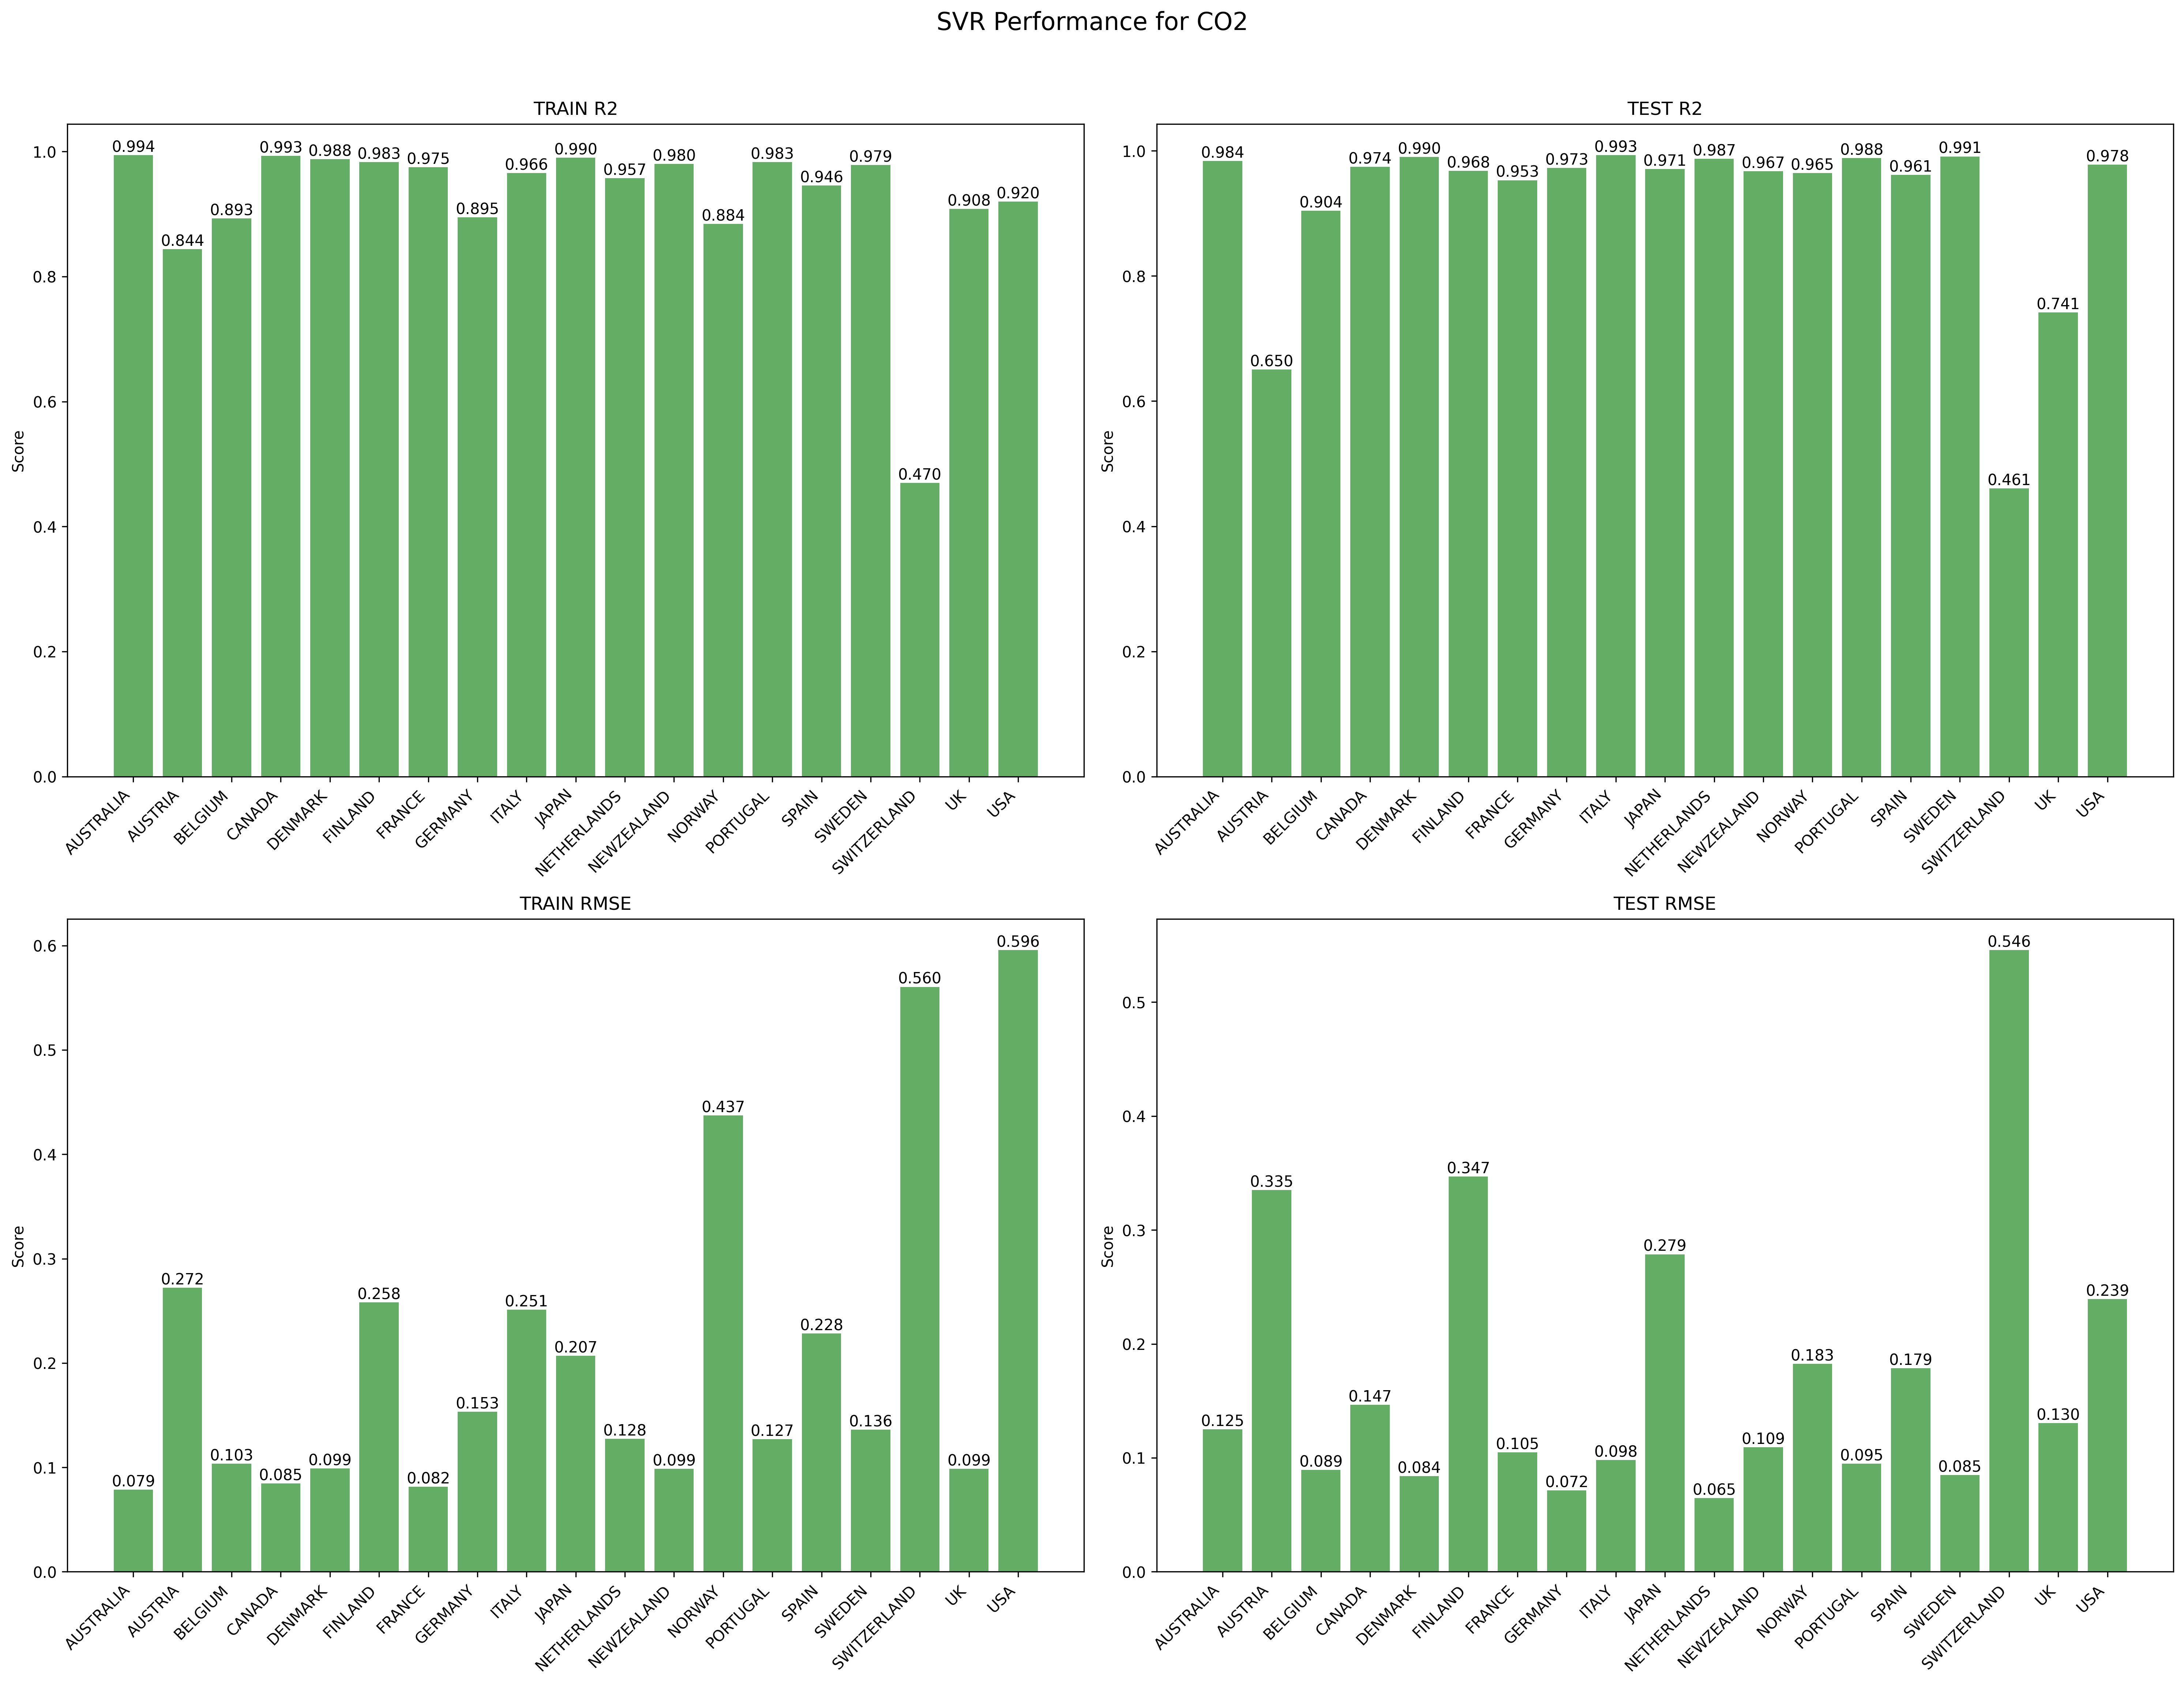 SVR Performance for CO2
TRAIN R2
Score
1.0
0.8
0.6
0.4
0.2
0.0
0.994
0.844
0.893
0.993
0.988
0.983
0.975
0.895
0.966
0.990
0.957
0.980
0.884
0.983
0.946
0.979
0.470
0.908
0.920
AUSTRALIA
AUSTRIA
BELGIUM
CANADA
DENMARK
FINLAND
FRANCE
GERMANY
ITALY
JAPAN
NETHERLANDS
NEWZEALAND
NORWAY
PORTUGAL
SPAIN
SWEDEN
SWITZERLAND
UK
USA
TEST R2
Score
1.0
0.8
0.6
0.4
0.2
0.0
0.984
0.650
0.904
0.974
0.990
0.968
0.953
0.973
0.993
0.971
0.987
0.967
0.965
0.988
0.961
0.991
0.461
0.741
0.978
AUSTRALIA
AUSTRIA
BELGIUM
CANADA
DENMARK
FINLAND
FRANCE
GERMANY
ITALY
JAPAN
NETHERLANDS
NEWZEALAND
NORWAY
PORTUGAL
SPAIN
SWEDEN
SWITZERLAND
UK
USA
TRAIN RMSE
Score
0.6
0.5
0.4
0.3
0.2
0.1
0.0
0.079
0.272
0.103
0.085
0.099
0.258
0.082
0.153
0.251
0.207
0.128
0.099
0.437
0.127
0.228
0.136
0.560
0.099
0.596
AUSTRALIA
AUSTRIA
BELGIUM
CANADA
DENMARK
FINLAND
FRANCE
GERMANY
ITALY
JAPAN
NETHERLANDS
NEWZEALAND
NORWAY
PORTUGAL
SPAIN
SWEDEN
SWITZERLAND
UK
USA
TEST RMSE
Score
0.5
0.4
0.3
0.2
0.1
0.0
0.125
0.335
0.089
0.147
0.084
0.347
0.105
0.072
0.098
0.279
0.065
0.109
0.183
0.095
0.179
0.085
0.546
0.130
0.239
AUSTRALIA
AUSTRIA
BELGIUM
CANADA
DENMARK
FINLAND
FRANCE
GERMANY
ITALY
JAPAN
NETHERLANDS
NEWZEALAND
NORWAY
PORTUGAL
SPAIN
SWEDEN
SWITZERLAND
UK
USA